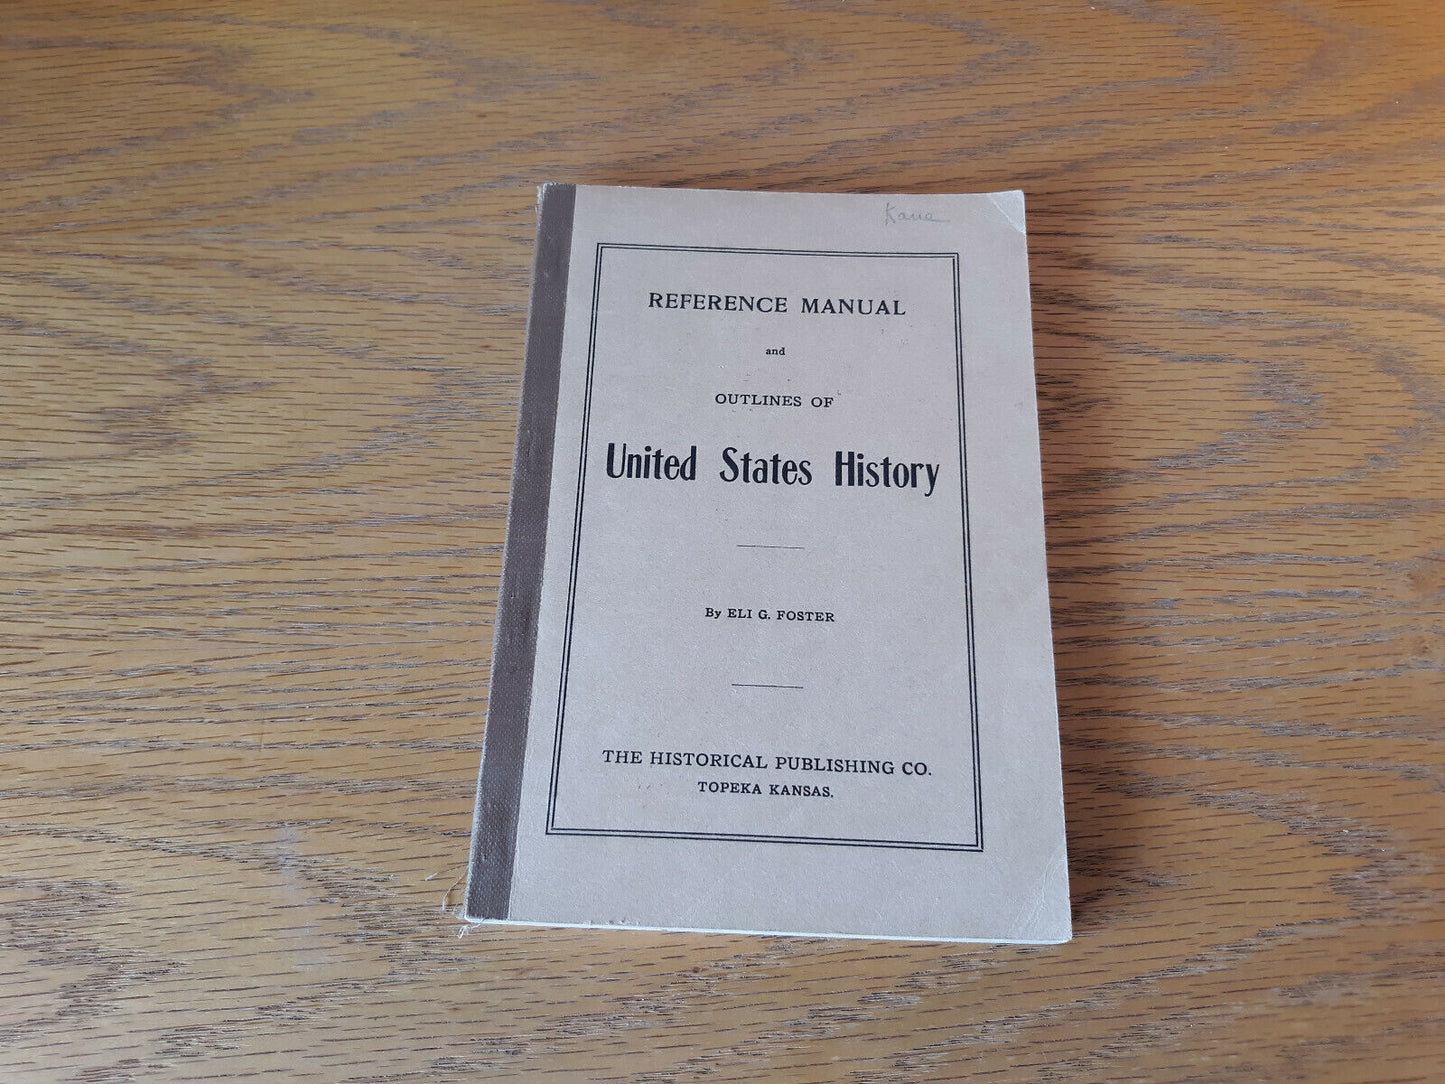 Kane
REFERENCE MANUAL
and
OUTLINES OF
United States History
By ELI G. FOSTER
THE HISTORICAL PUBLISHING CO.
TOPEKA KANSAS.